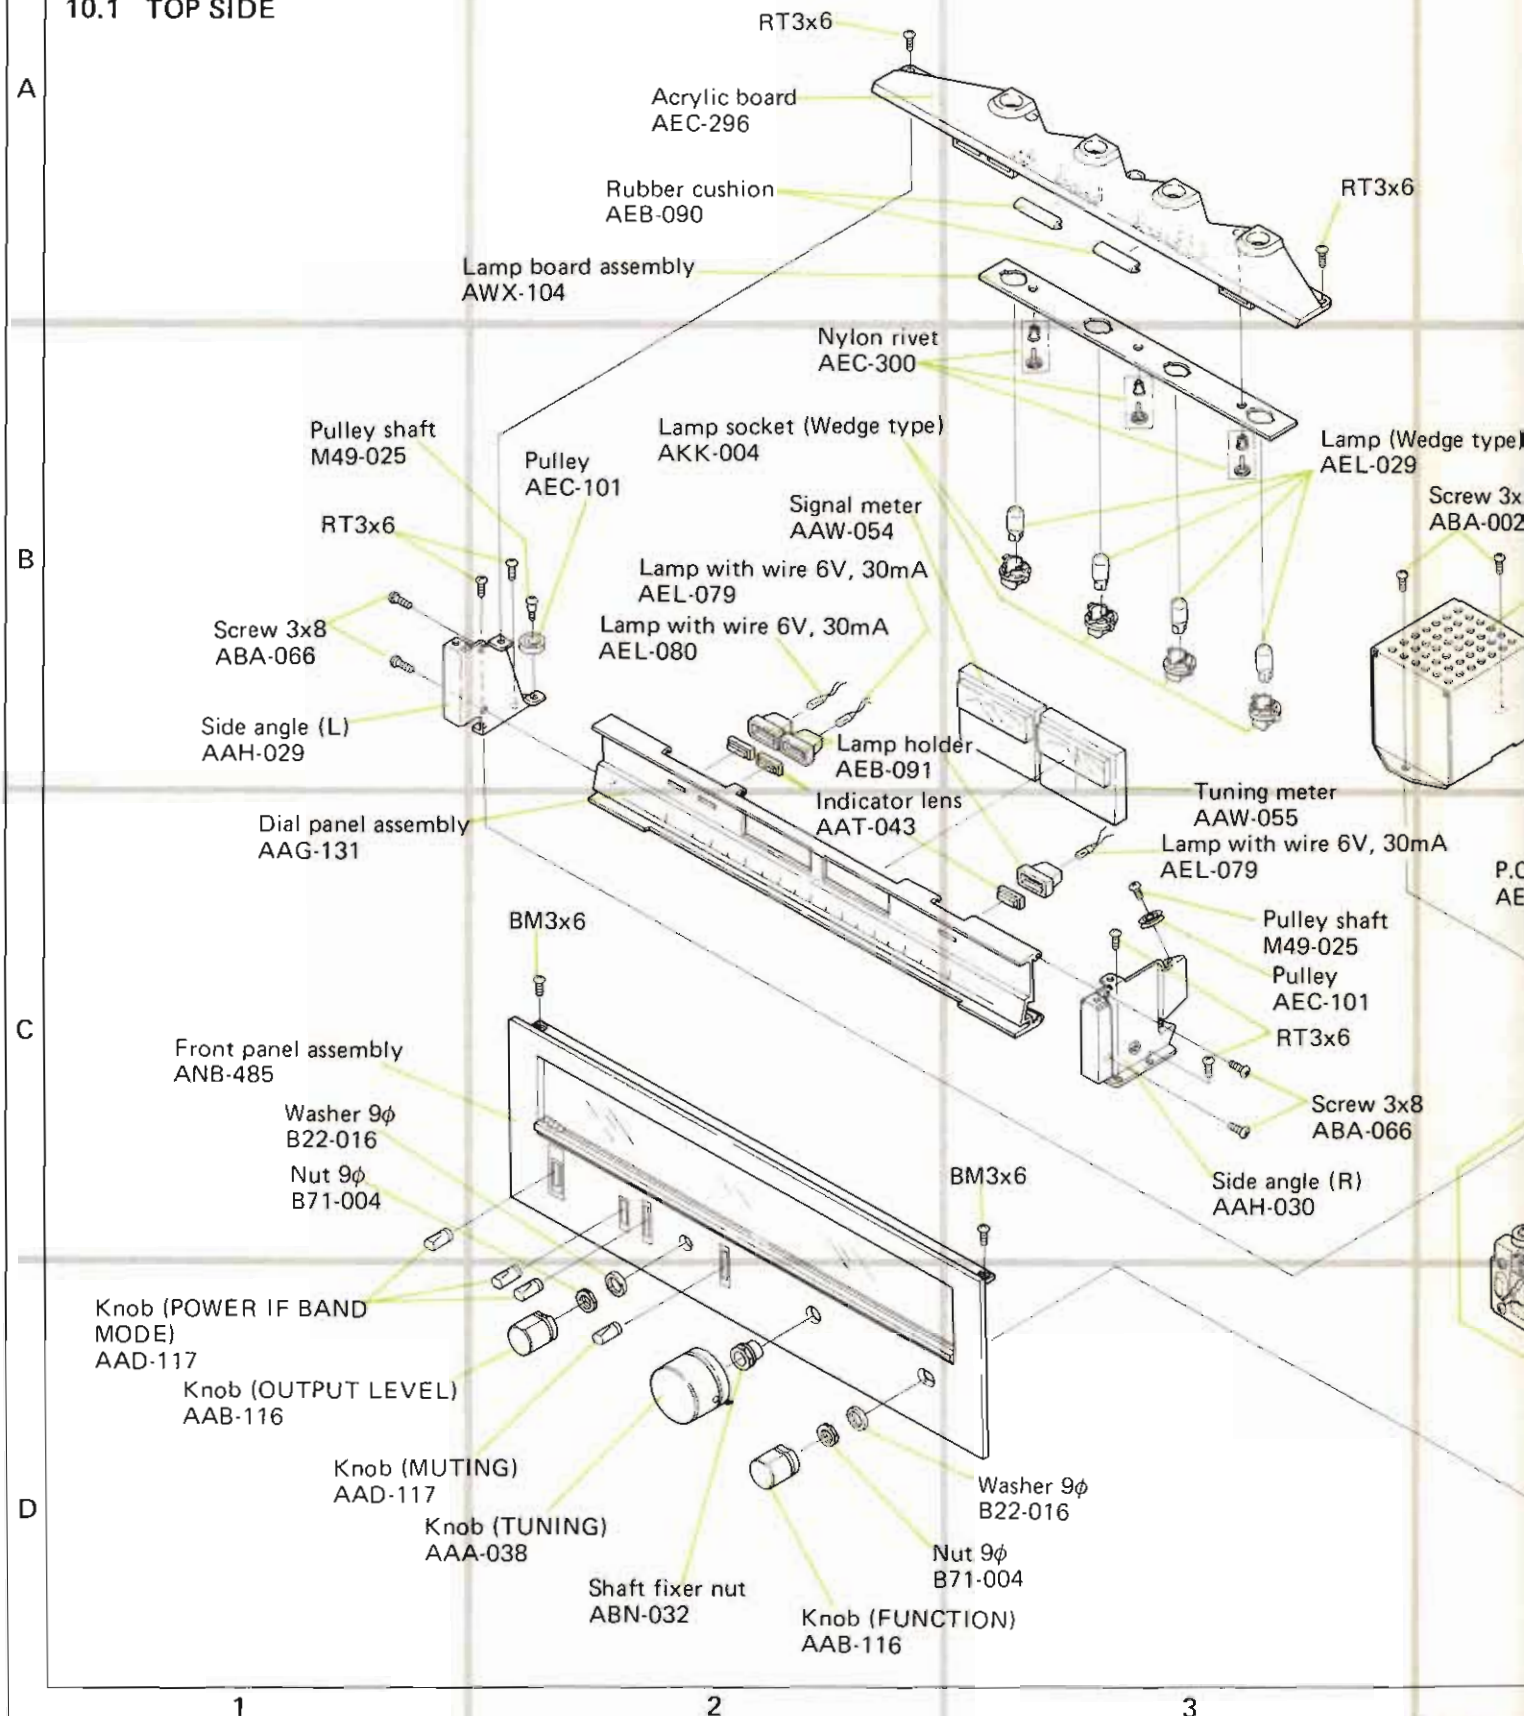 10.1 TOP SIDE
RT3x6
A
Acrylic board
AEC-296
Rubber cushion
AEB-090
RT3x6
Lamp board assembly
AWX-104
Nylon rivet
AEC-300
Pulley shaft
M49-025
Lamp socket (Wedge type)
AKK-004
Lamp (Wedge type)
AEL-029
Pulley
AEC-101
Screw 3x
ABA-002
Signal meter
AAW-054
RT3x6
B
Lamp with wire 6V, 30mA
AEL-079
Lamp with wire 6V, 30mA
AEL-080
Screw 3x8
ABA-066
Side angle (L)
AAH-029
Lamp holder
AEB-091
Indicator lens
AAT-043
Tuning meter
AAW-055
Dial panel assembly
AAG-131
Lamp with wire 6V, 30mA
AEL-079
P.C
AE
BM3x6
Pulley shaft
M49-025
Pulley
AEC-101
C
RT3x6
Front panel assembly
ANB-485
Washer 9φ
B22-016
Screw 3x8
ABA-066
Nut 9φ
B71-004
BM3x6
Side angle (R)
AAH-030
Knob (POWER IF BAND
MODE)
AAD-117
Knob (OUTPUT LEVEL)
AAB-116
Knob (MUTING)
AAD-117
Washer 9φ
B22-016
D
Knob (TUNING)
AAA-038
Nut 9φ
B71-004
Shaft fixer nut
ABN-032
Knob (FUNCTION)
AAB-116
1 2 3